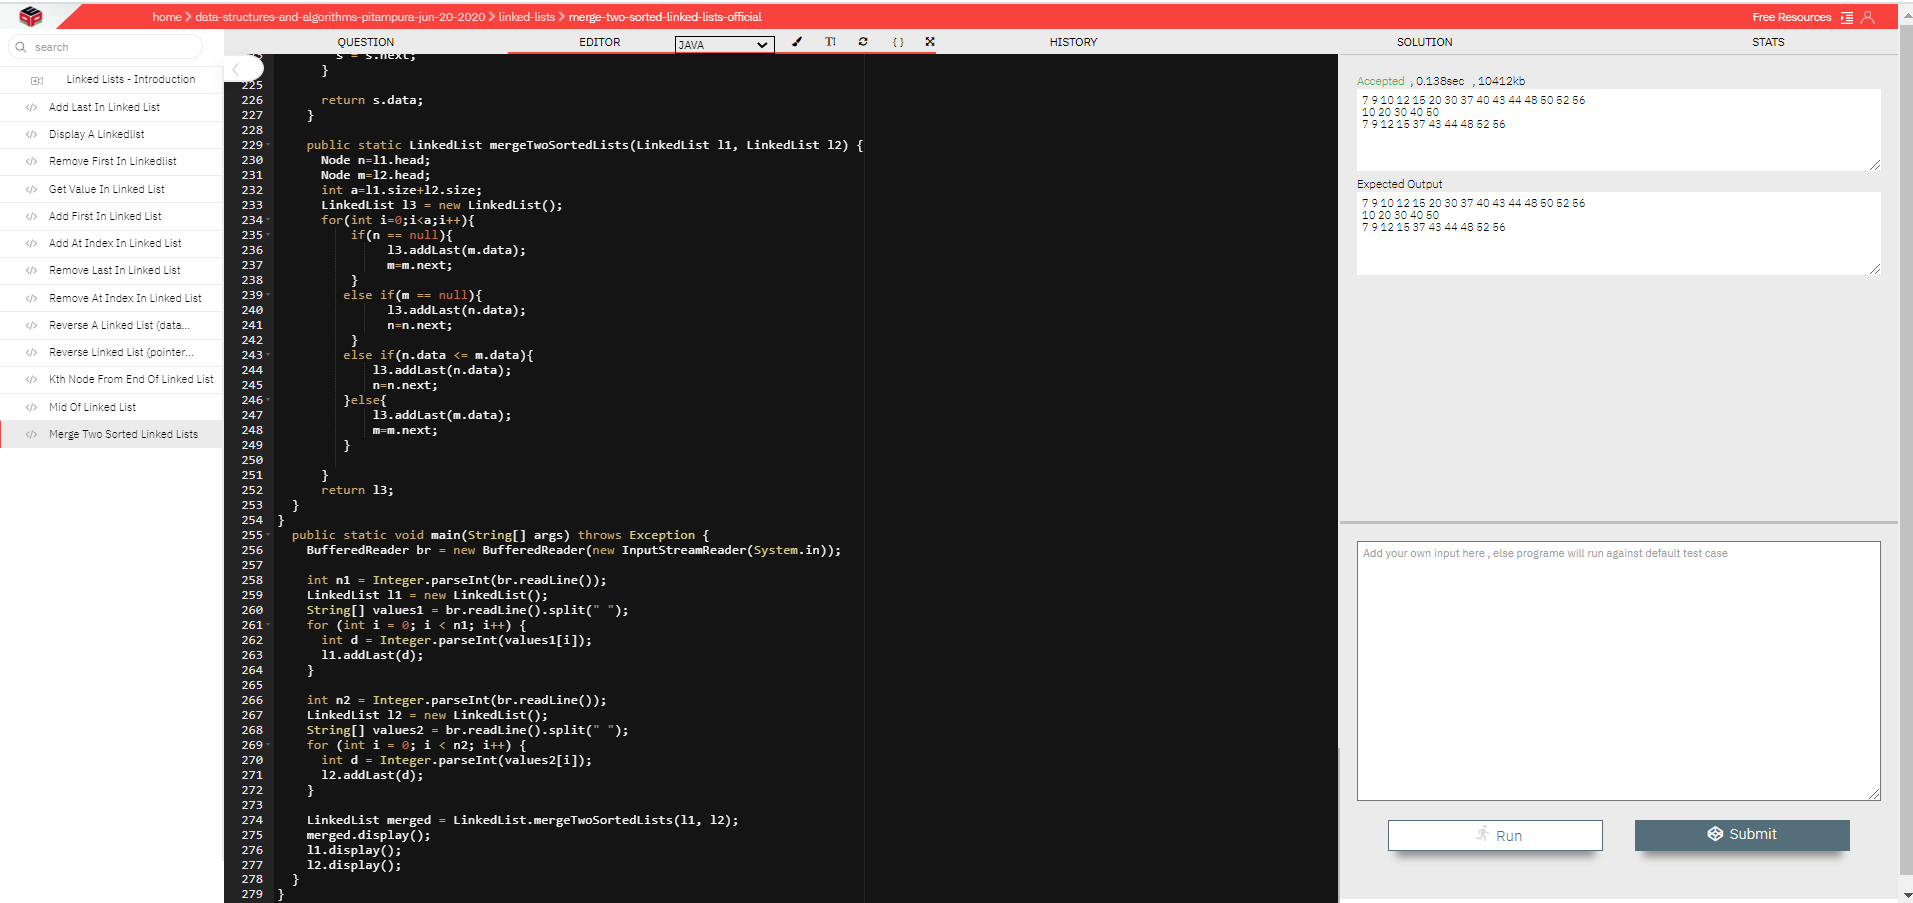 home > data-structures-and-algorithms-pitampura-jun-20-2020 > linked-lists > merge-two-sorted-linked-lists-official
Free Resources
search
QUESTION
EDITOR
JAVA
HISTORY
SOLUTION
STATS
Linked Lists - Introduction
</> Add Last In Linked List
</> Display A Linkedlist
</> Remove First In Linkedlist
</> Get Value In Linked List
</> Add First In Linked List
</> Add At Index In Linked List
</> Remove Last In Linked List
</> Remove At Index In Linked List
</> Reverse A Linked List (data...
</> Reverse Linked List (pointer...
</> Kth Node From End Of Linked List
</> Mid Of Linked List
</> Merge Two Sorted Linked Lists
s = s.next;
}
225
226 return s.data;
227 }
228
229 public static LinkedList mergeTwoSortedLists(LinkedList l1, LinkedList l2) {
230 Node n=l1.head;
231 Node m=l2.head;
232 int a=l1.size+l2.size;
233 LinkedList l3 = new LinkedList();
234 for(int i=0;i<a;i++){
235 if(n == null){
236 l3.addLast(m.data);
237 m=m.next;
238 }
239 else if(m == null){
240 l3.addLast(n.data);
241 n=n.next;
242 }
243 else if(n.data <= m.data){
244 l3.addLast(n.data);
245 n=n.next;
246 }else{
247 l3.addLast(m.data);
248 m=m.next;
249 }
250
251 }
252 return l3;
253 }
254 }
255 public static void main(String[] args) throws Exception {
256 BufferedReader br = new BufferedReader(new InputStreamReader(System.in));
257
258 int n1 = Integer.parseInt(br.readLine());
259 LinkedList l1 = new LinkedList();
260 String[] values1 = br.readLine().split(" ");
261 for (int i = 0; i < n1; i++) {
262 int d = Integer.parseInt(values1[i]);
263 l1.addLast(d);
264 }
265
266 int n2 = Integer.parseInt(br.readLine());
267 LinkedList l2 = new LinkedList();
268 String[] values2 = br.readLine().split(" ");
269 for (int i = 0; i < n2; i++) {
270 int d = Integer.parseInt(values2[i]);
271 l2.addLast(d);
272 }
273
274 LinkedList merged = LinkedList.mergeTwoSortedLists(l1, l2);
275 merged.display();
276 l1.display();
277 l2.display();
278 }
279 }
Accepted , 0.138sec , 10412kb
7 9 10 12 15 20 30 37 40 43 44 48 50 52 56
10 20 30 40 50
7 9 12 15 37 43 44 48 52 56
Expected Output
7 9 10 12 15 20 30 37 40 43 44 48 50 52 56
10 20 30 40 50
7 9 12 15 37 43 44 48 52 56
Add your own input here , else programe will run against default test case
Run
Submit